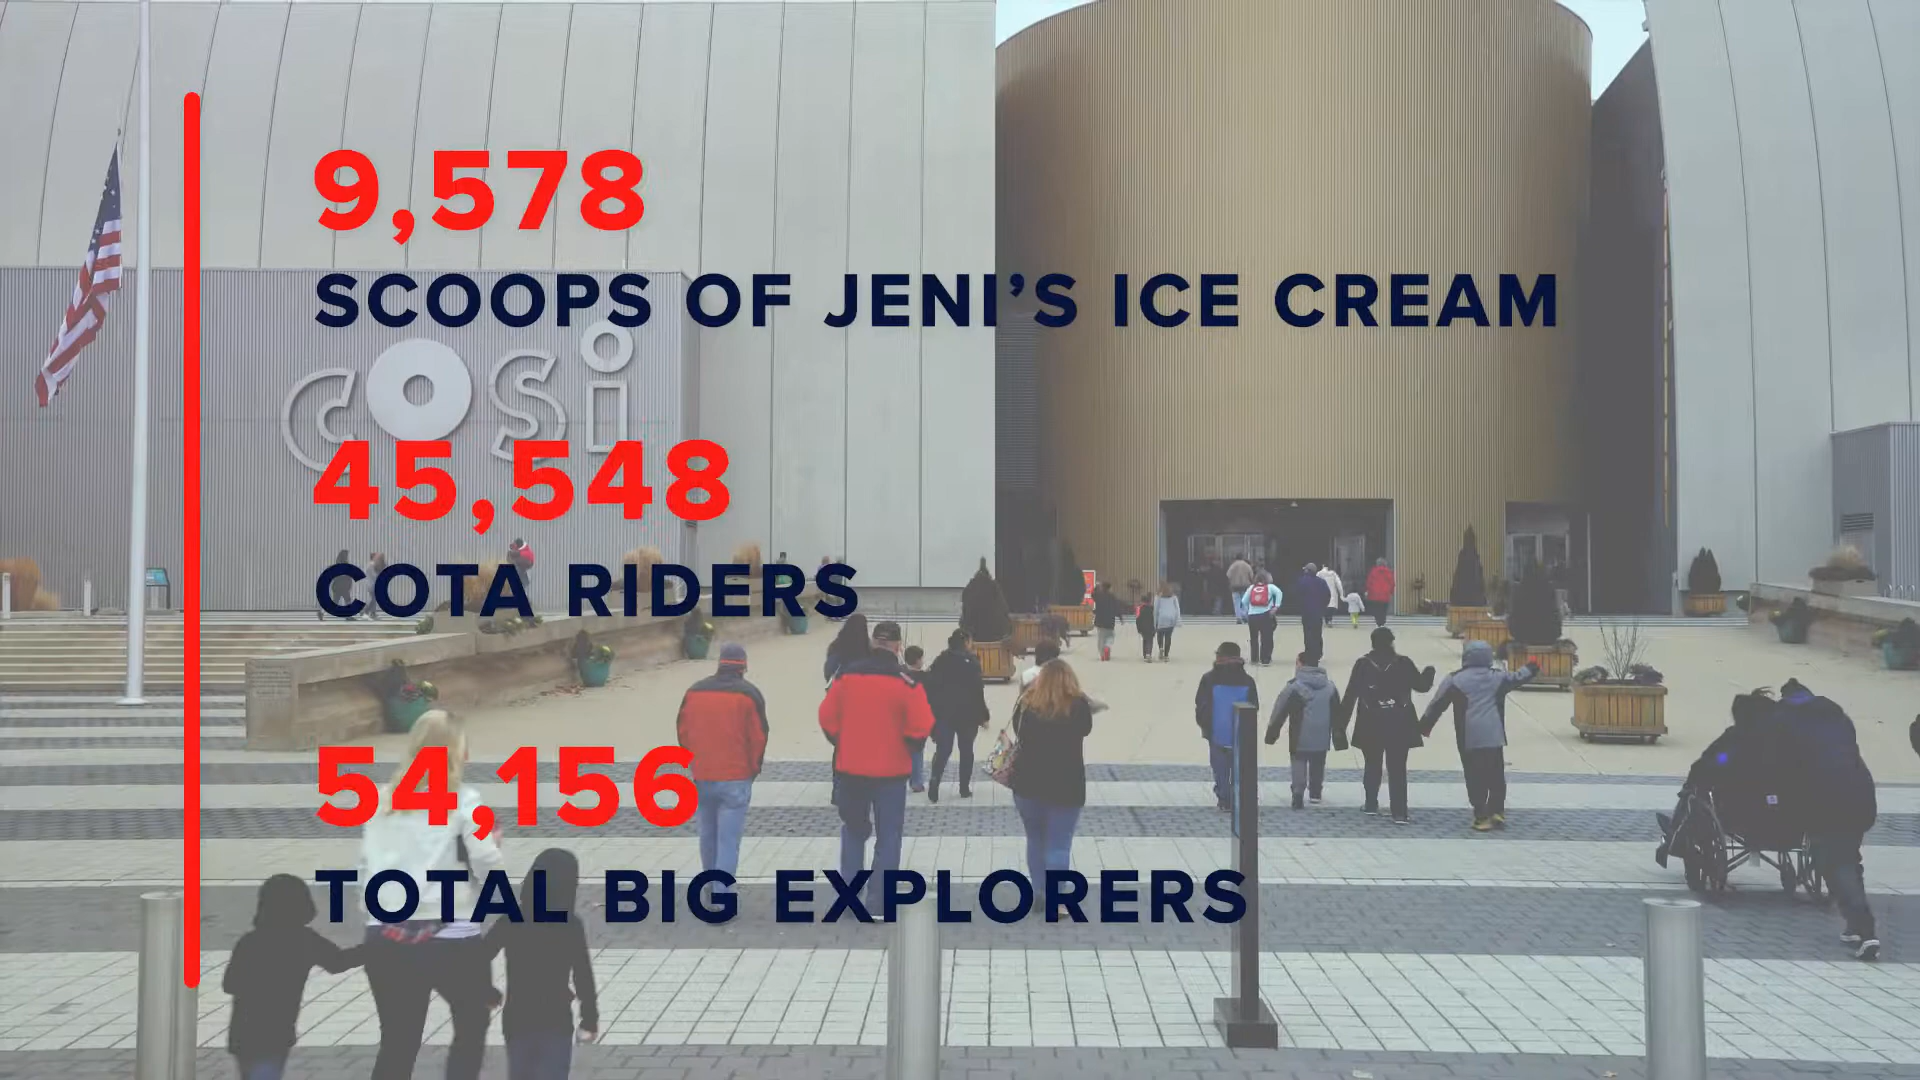 9,578
SCOOPS OF JENI’S ICE CREAM
cosi
45,548
COTA RIDERS
54,156
TOTAL BIG EXPLORERS